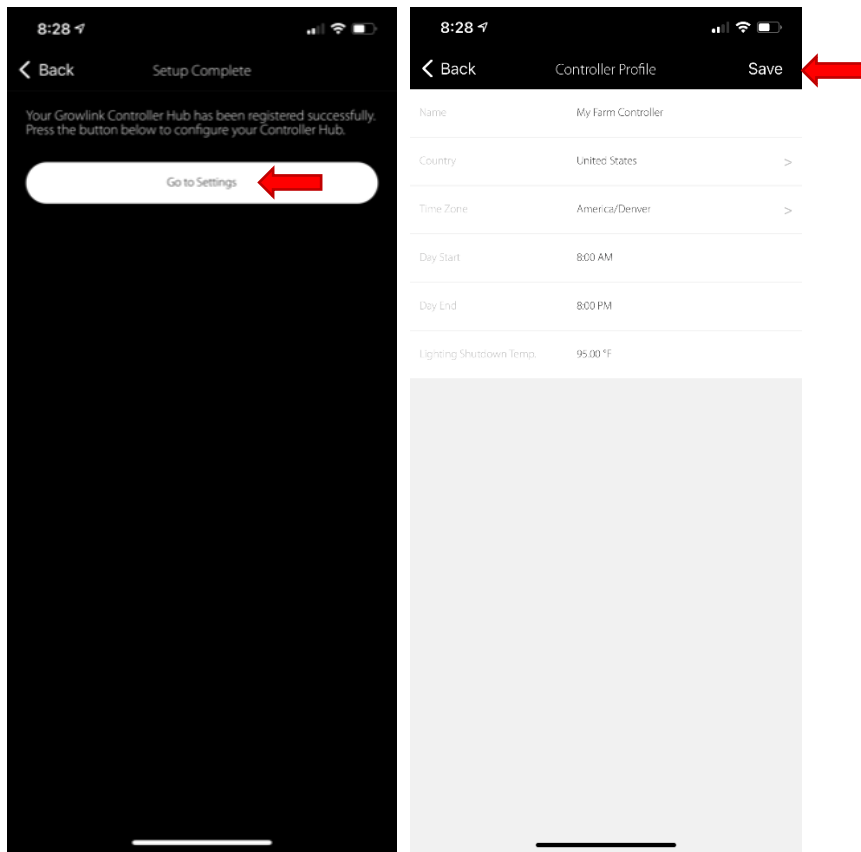 8:28
Back
Setup Complete
Your Growlink Controller Hub has been registered successfully.
Press the button below to configure your Controller Hub.
Go to Settings
8:28
Back
Controller Profile
Save
Name
My Farm Controller
Country
United States
>
Time Zone
America/Denver
>
Day Start
8:00 AM
Day End
8:00 PM
Lighting Shutdown Temp.
95.00 °F